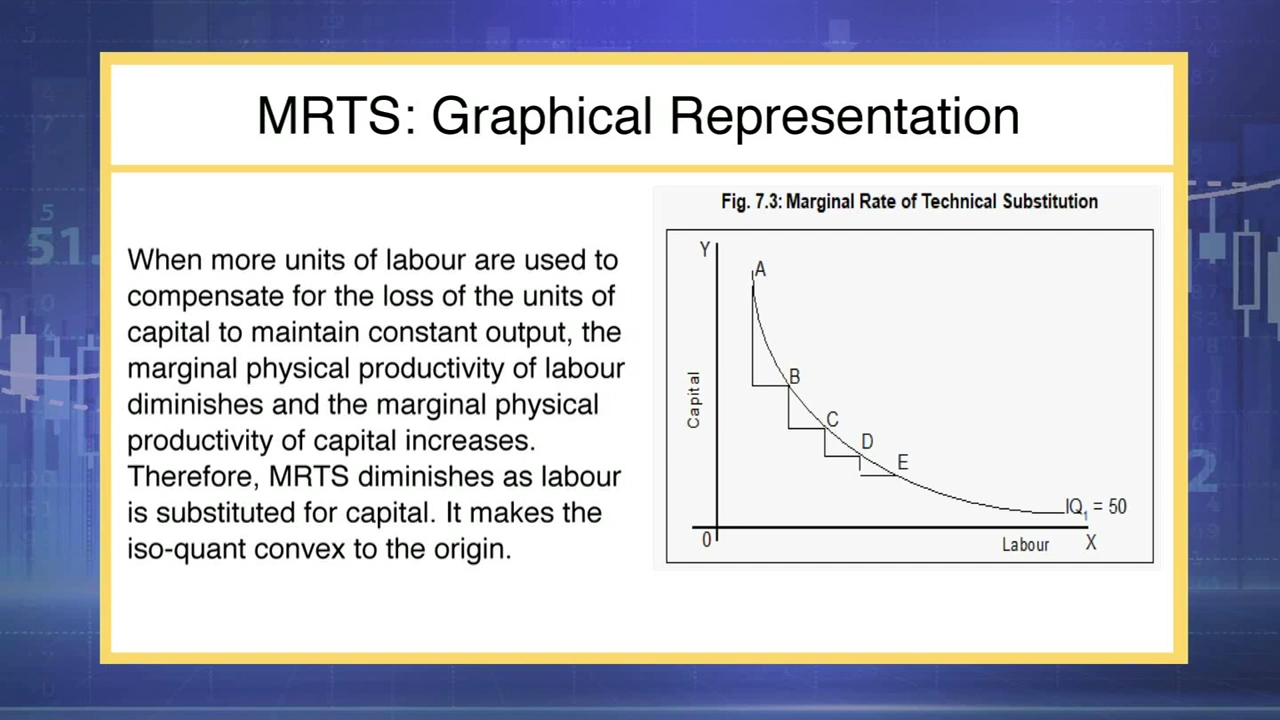 MRTS: Graphical Representation
When more units of labour are used to
compensate for the loss of the units of
capital to maintain constant output, the
marginal physical productivity of labour
diminishes and the marginal physical
productivity of capital increases.
Therefore, MRTS diminishes as labour
is substituted for capital. It makes the
iso-quant convex to the origin.
Fig. 7.3: Marginal Rate of Technical Substitution
Y
A
B
Capital
C
D
E
IQ₁ = 50
0
Labour X
5
51.
2